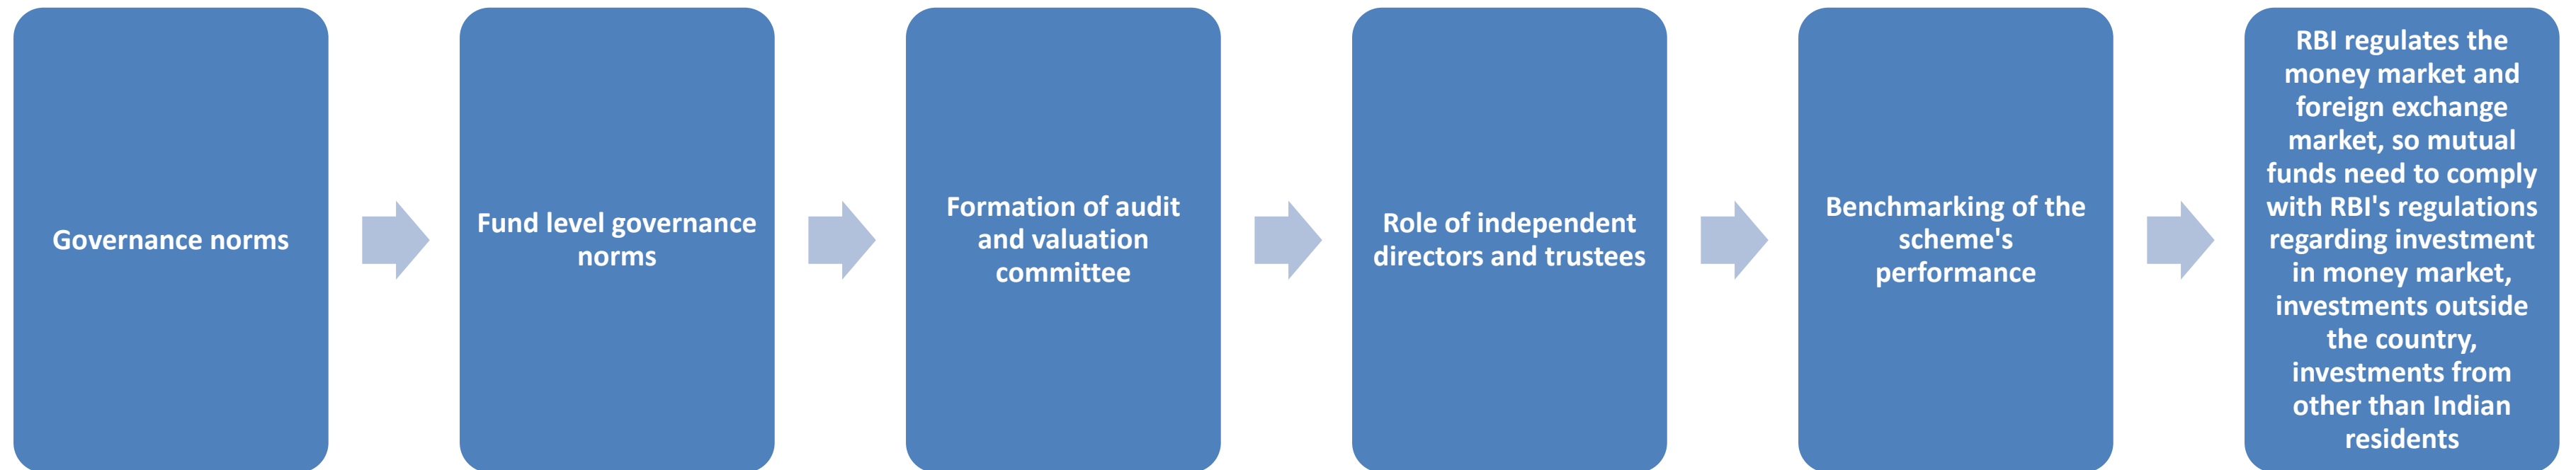 Governance norms
Fund level governance
norms
Formation of audit
and valuation
committee
Role of independent
directors and trustees
Benchmarking of the
scheme's
performance
RBI regulates the
money market and
foreign exchange
market, so mutual
funds need to comply
with RBI's regulations
regarding investment
in money market,
investments outside
the country,
investments from
other than Indian
residents